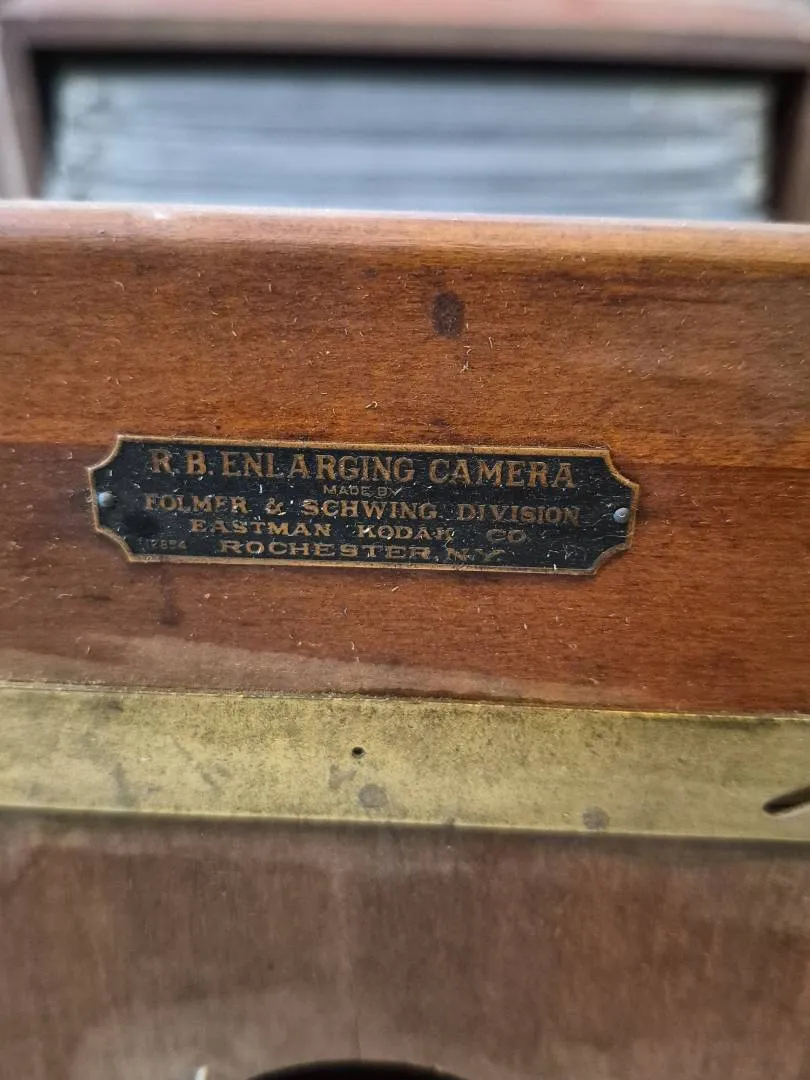 R.B. ENLARGING CAMERA
MADE BY
FOLMER & SCHWING DIVISION
EASTMAN KODAK CO
ROCHESTER, N.Y.